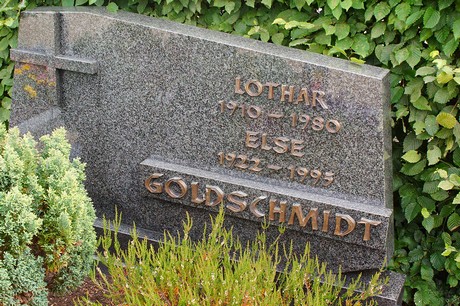 LOTHAR
1910 – 1980
ELSE
1922 – 1995
GOLDSCHMIDT